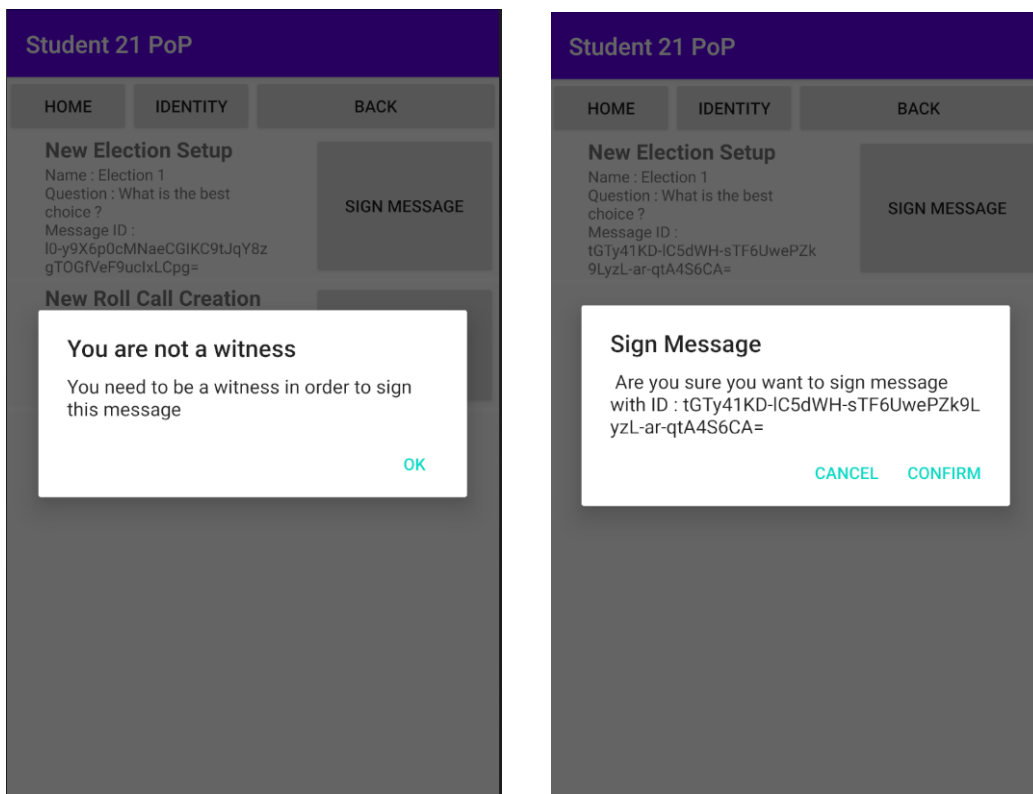 Student 21 PoP
HOME
IDENTITY
BACK
New Election Setup
Name : Election 1
Question : What is the best
choice ?
Message ID :
l0-y9X6p0cMNaeCGIKC9tJqY8z
gTOGfVeF9ucIxLCpg=
SIGN MESSAGE
New Roll Call Creation
You are not a witness
You need to be a witness in order to sign
this message
OK
Student 21 PoP
HOME
IDENTITY
BACK
New Election Setup
Name : Election 1
Question : What is the best
choice ?
Message ID :
tGTy41KD-lC5dWH-sTF6UwePZk
9LyzL-ar-qtA4S6CA=
SIGN MESSAGE
Sign Message
Are you sure you want to sign message
with ID : tGTy41KD-lC5dWH-sTF6UwePZk9L
yzL-ar-qtA4S6CA=
CANCEL
CONFIRM